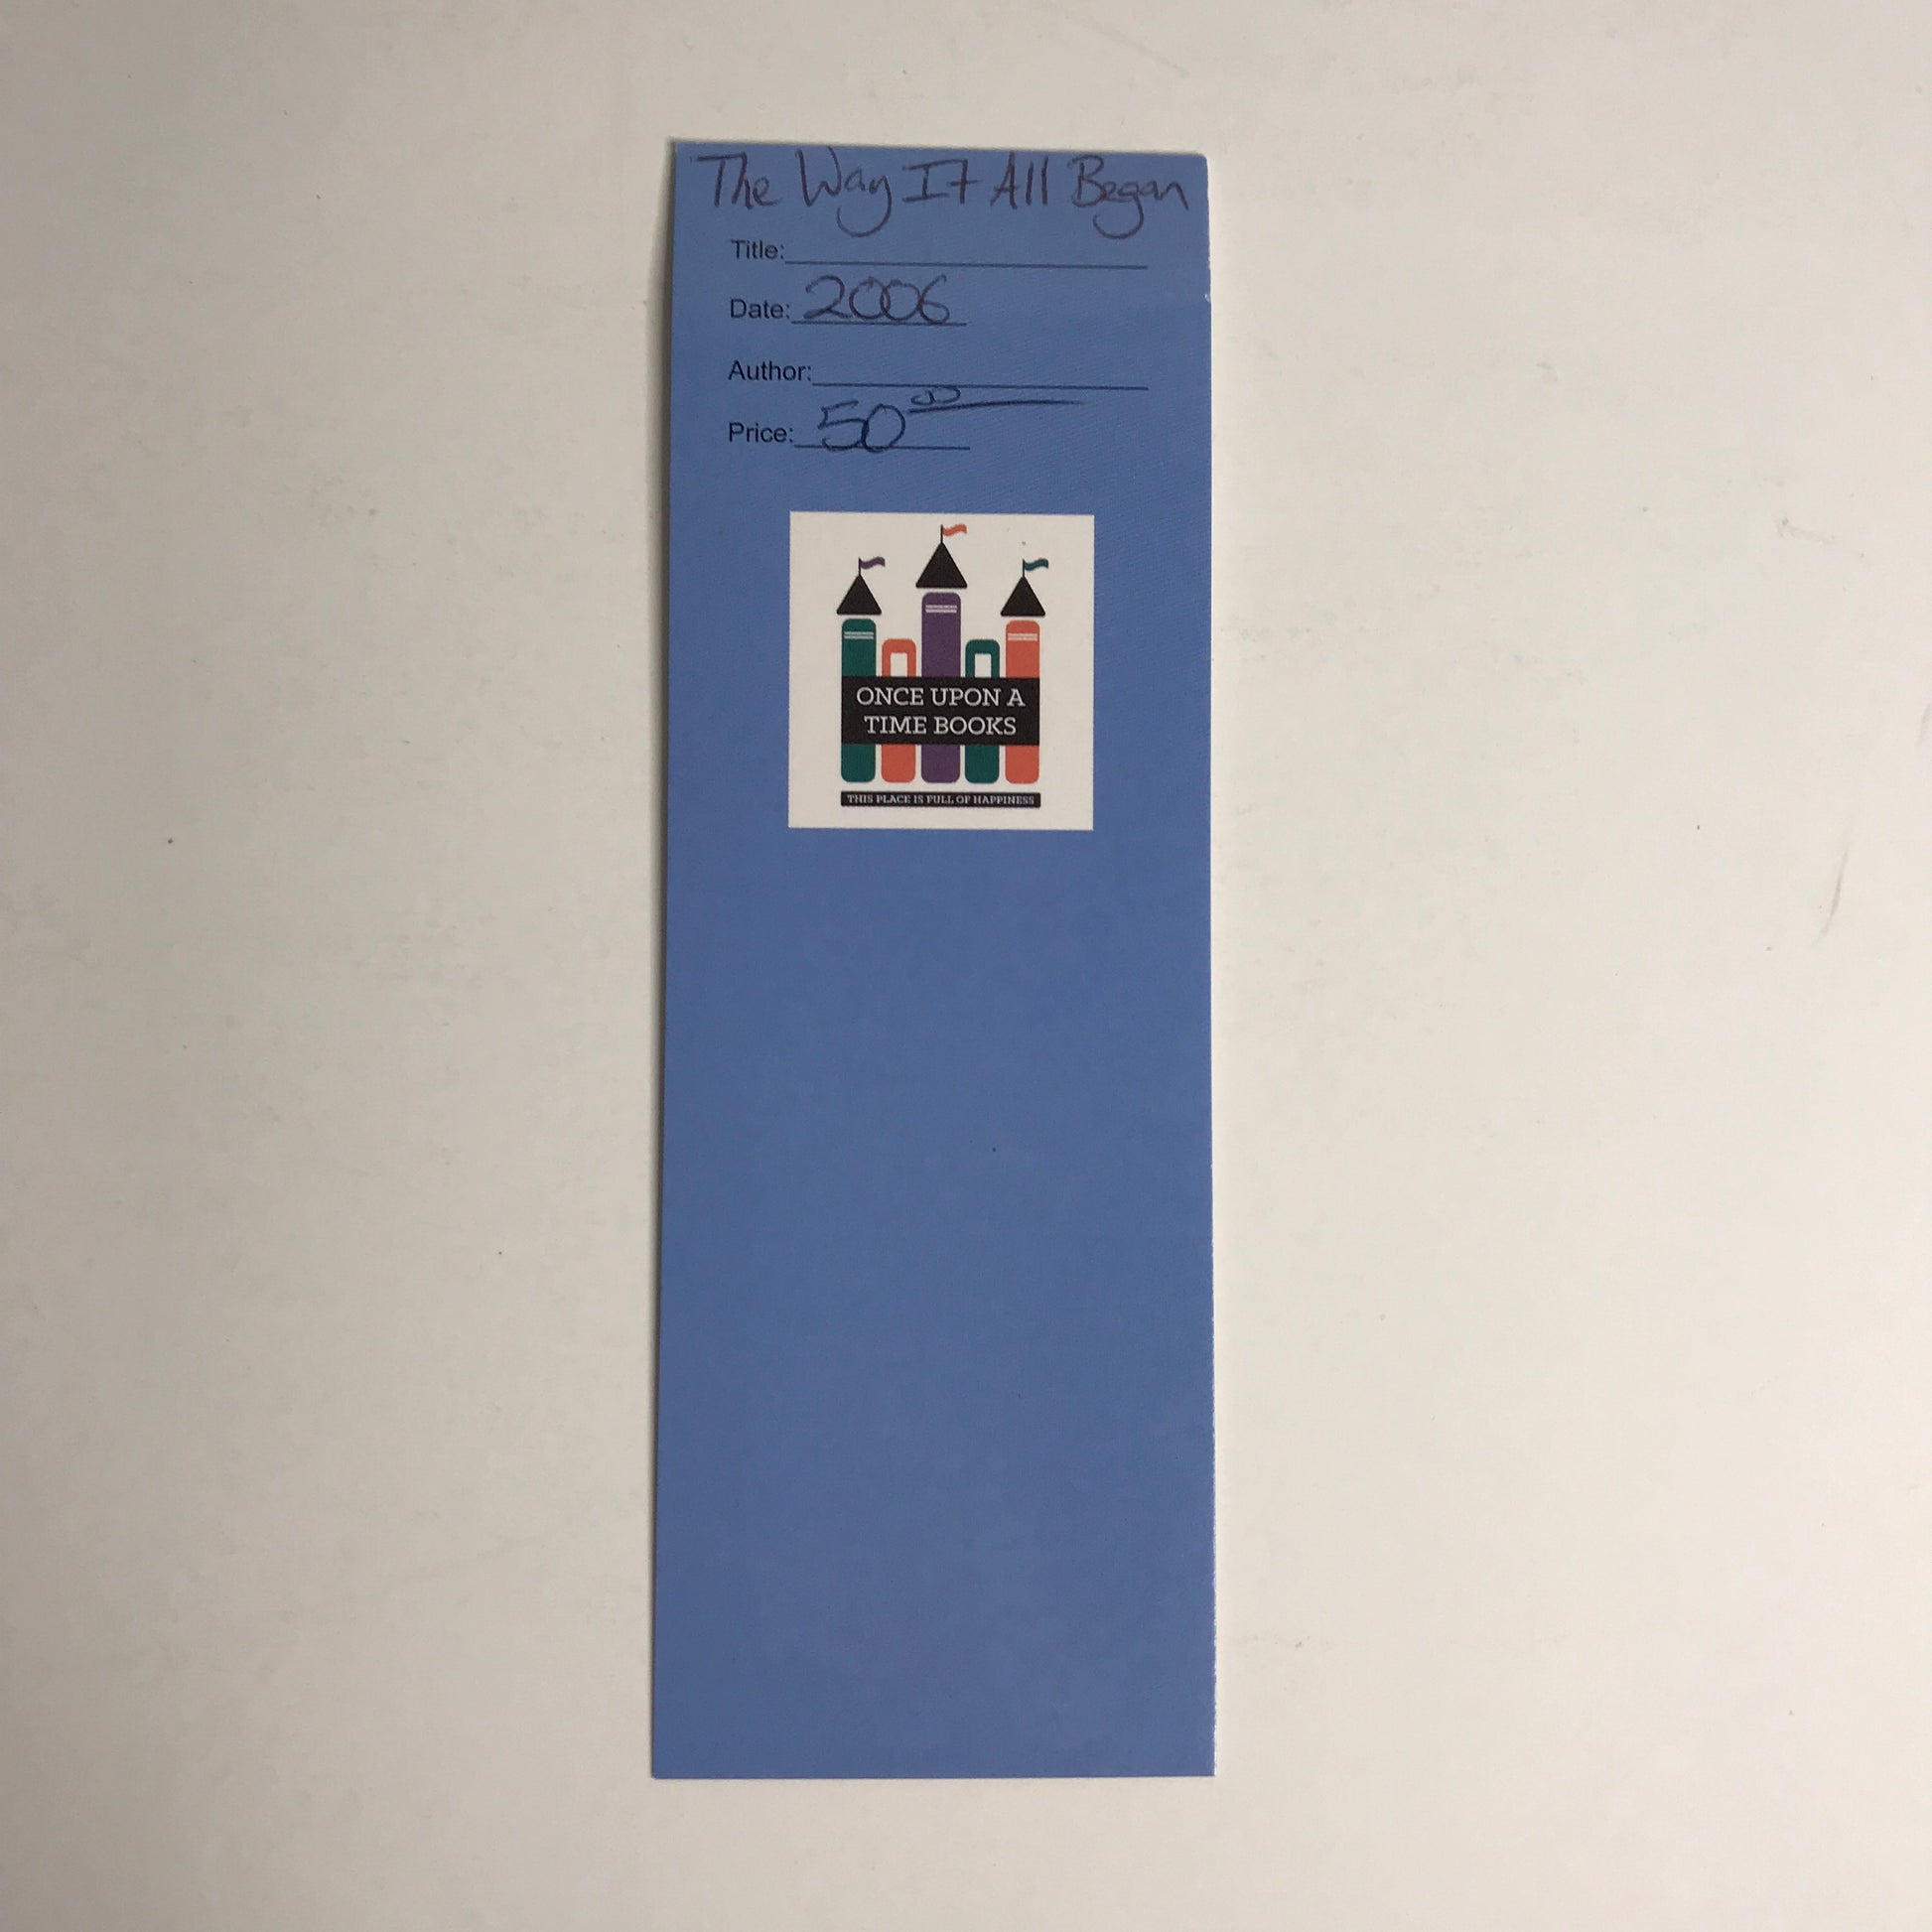 The Way It All Began
Title:
Date: 2006
Author:
Price: 50 00
ONCE UPON A
TIME BOOKS
THIS PLACE IS FULL OF HAPPINESS